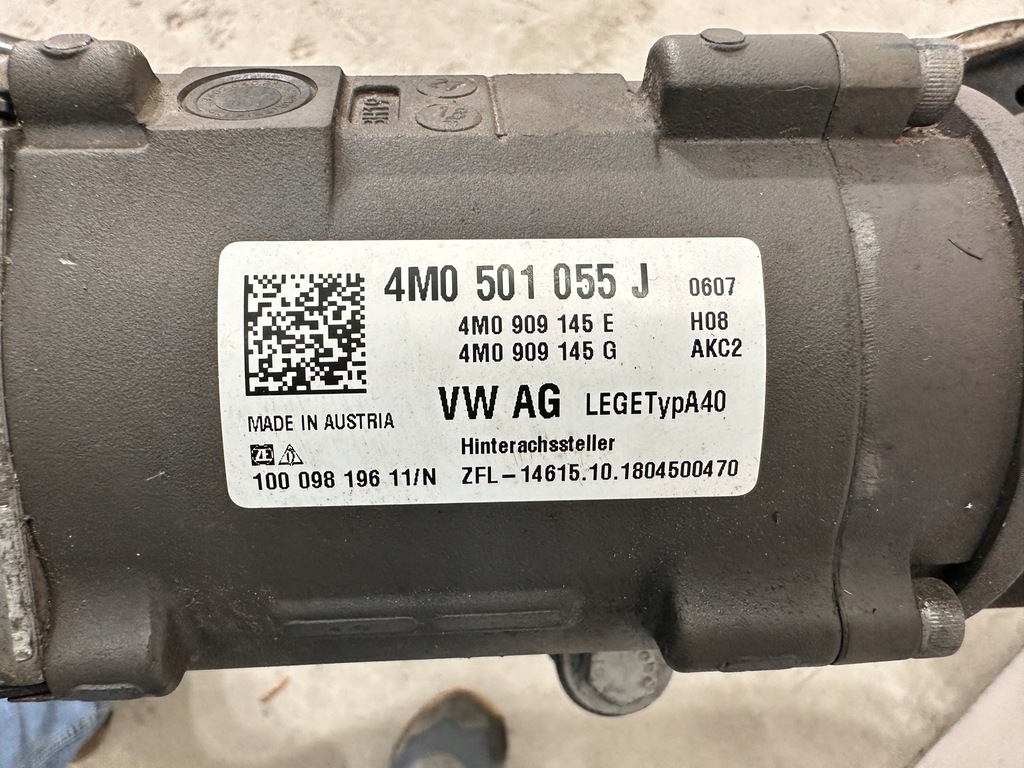 4M0 501 055 J 0607
4M0 909 145 E H08
4M0 909 145 G AKC2
VW AG LEGETypA40
MADE IN AUSTRIA
Hinterachssteller
ZF
100 098 196 11/N ZFL-14615.10.1804500470